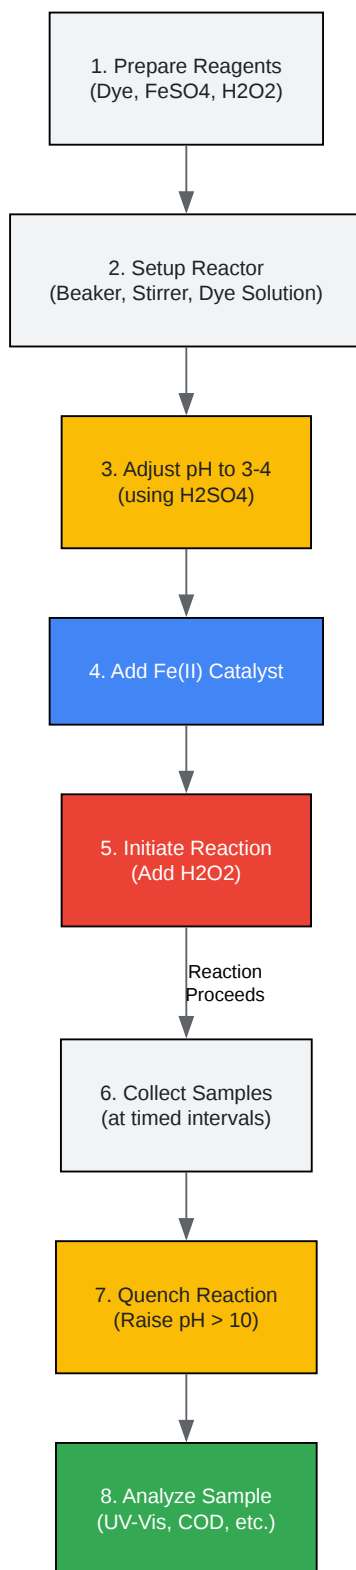 1. Prepare Reagents
(Dye, FeSO4, H2O2)
2. Setup Reactor
(Beaker, Stirrer, Dye Solution)
3. Adjust pH to 3-4
(using H2SO4)
4. Add Fe(II) Catalyst
5. Initiate Reaction
(Add H2O2)
Reaction
Proceeds
6. Collect Samples
(at timed intervals)
7. Quench Reaction
(Raise pH > 10)
8. Analyze Sample
(UV-Vis, COD, etc.)